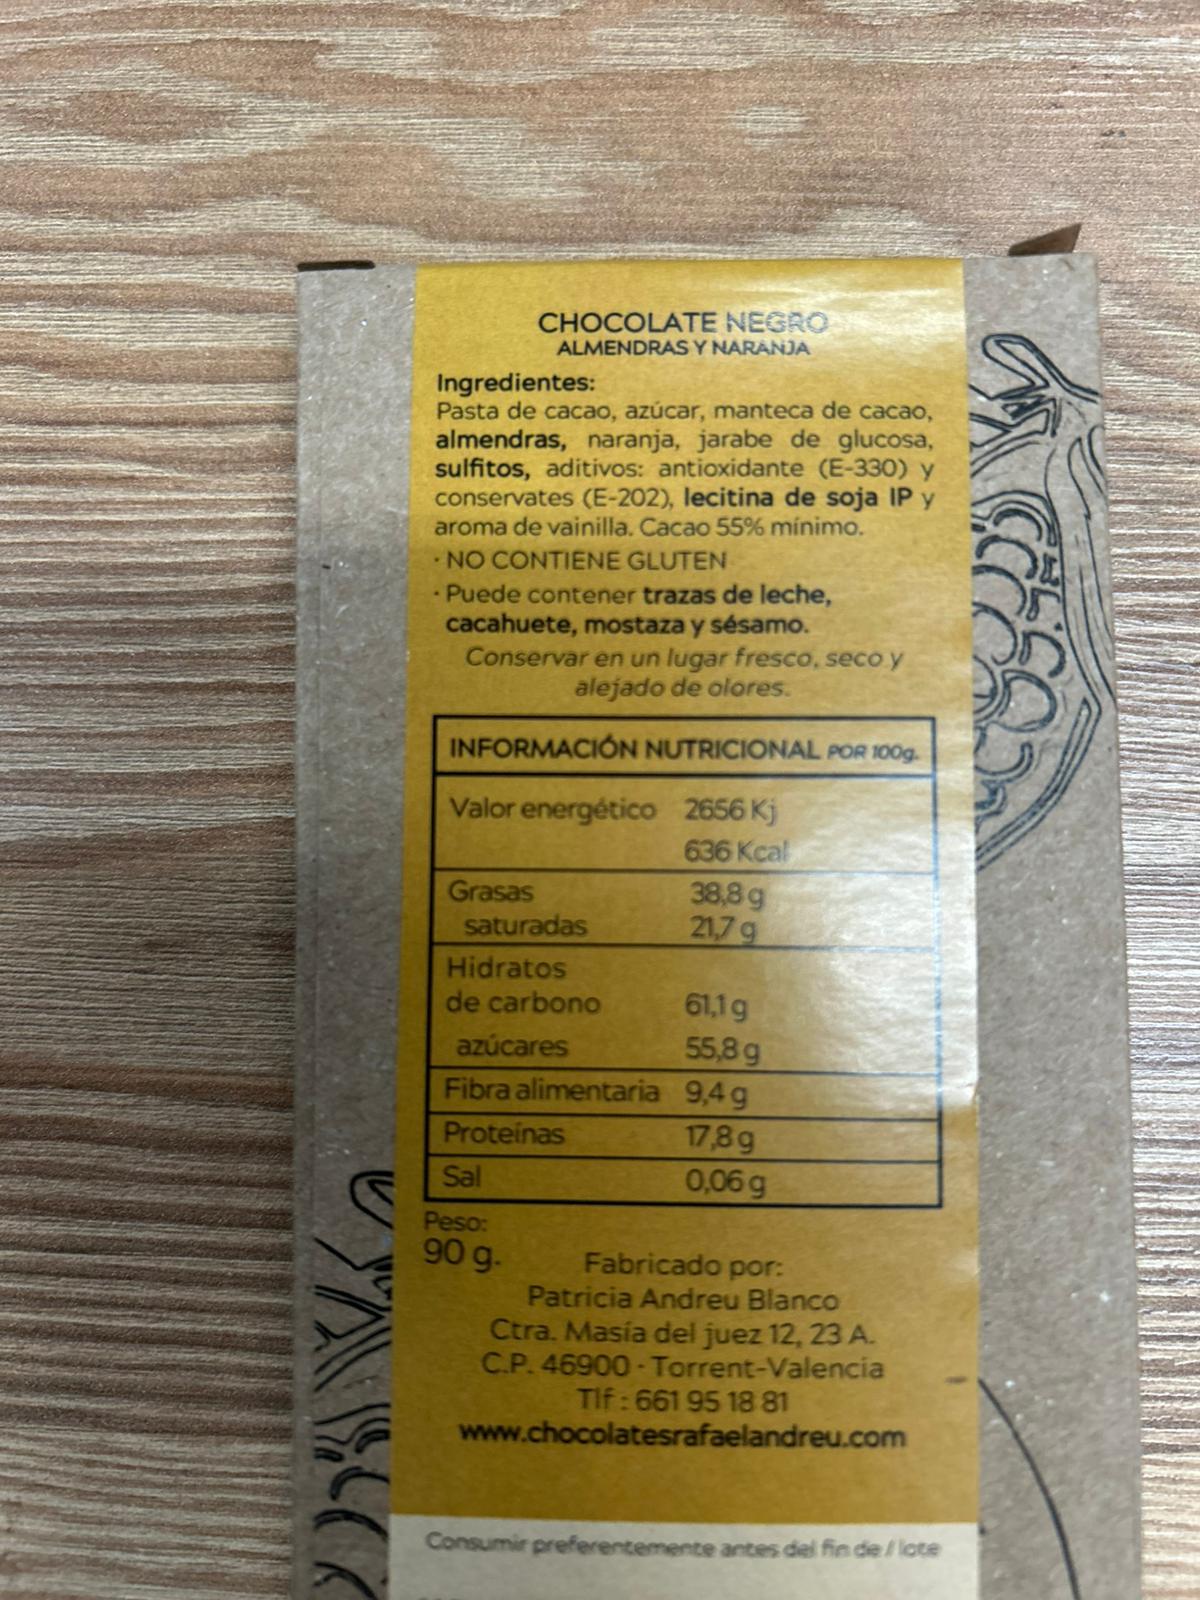 CHOCOLATE NEGRO
ALMENDRAS Y NARANJA
Ingredientes:
Pasta de cacao, azúcar, manteca de cacao,
almendras, naranja, jarabe de glucosa,
sulfitos, aditivos: antioxidante (E-330) y
conservates (E-202), lecitina de soja IP y
aroma de vainilla. Cacao 55% mínimo.
· NO CONTIENE GLUTEN
· Puede contener trazas de leche,
cacahuete, mostaza y sésamo.
Conservar en un lugar fresco, seco y
alejado de olores.
INFORMACIÓN NUTRICIONAL POR 100g.
Valor energético 2656 Kj
636 Kcal
Grasas 38,8 g
saturadas 21,7 g
Hidratos
de carbono 61,1 g
azúcares 55,8 g
Fibra alimentaria 9,4 g
Proteínas 17,8 g
Sal 0,06 g
Peso:
90 g.
Fabricado por:
Patricia Andreu Blanco
Ctra. Masía del juez 12, 23 A.
C.P. 46900 · Torrent-Valencia
Tlf : 661 95 18 81
www.chocolatesrafaelandreu.com
Consumir preferentemente antes del fin de / lote